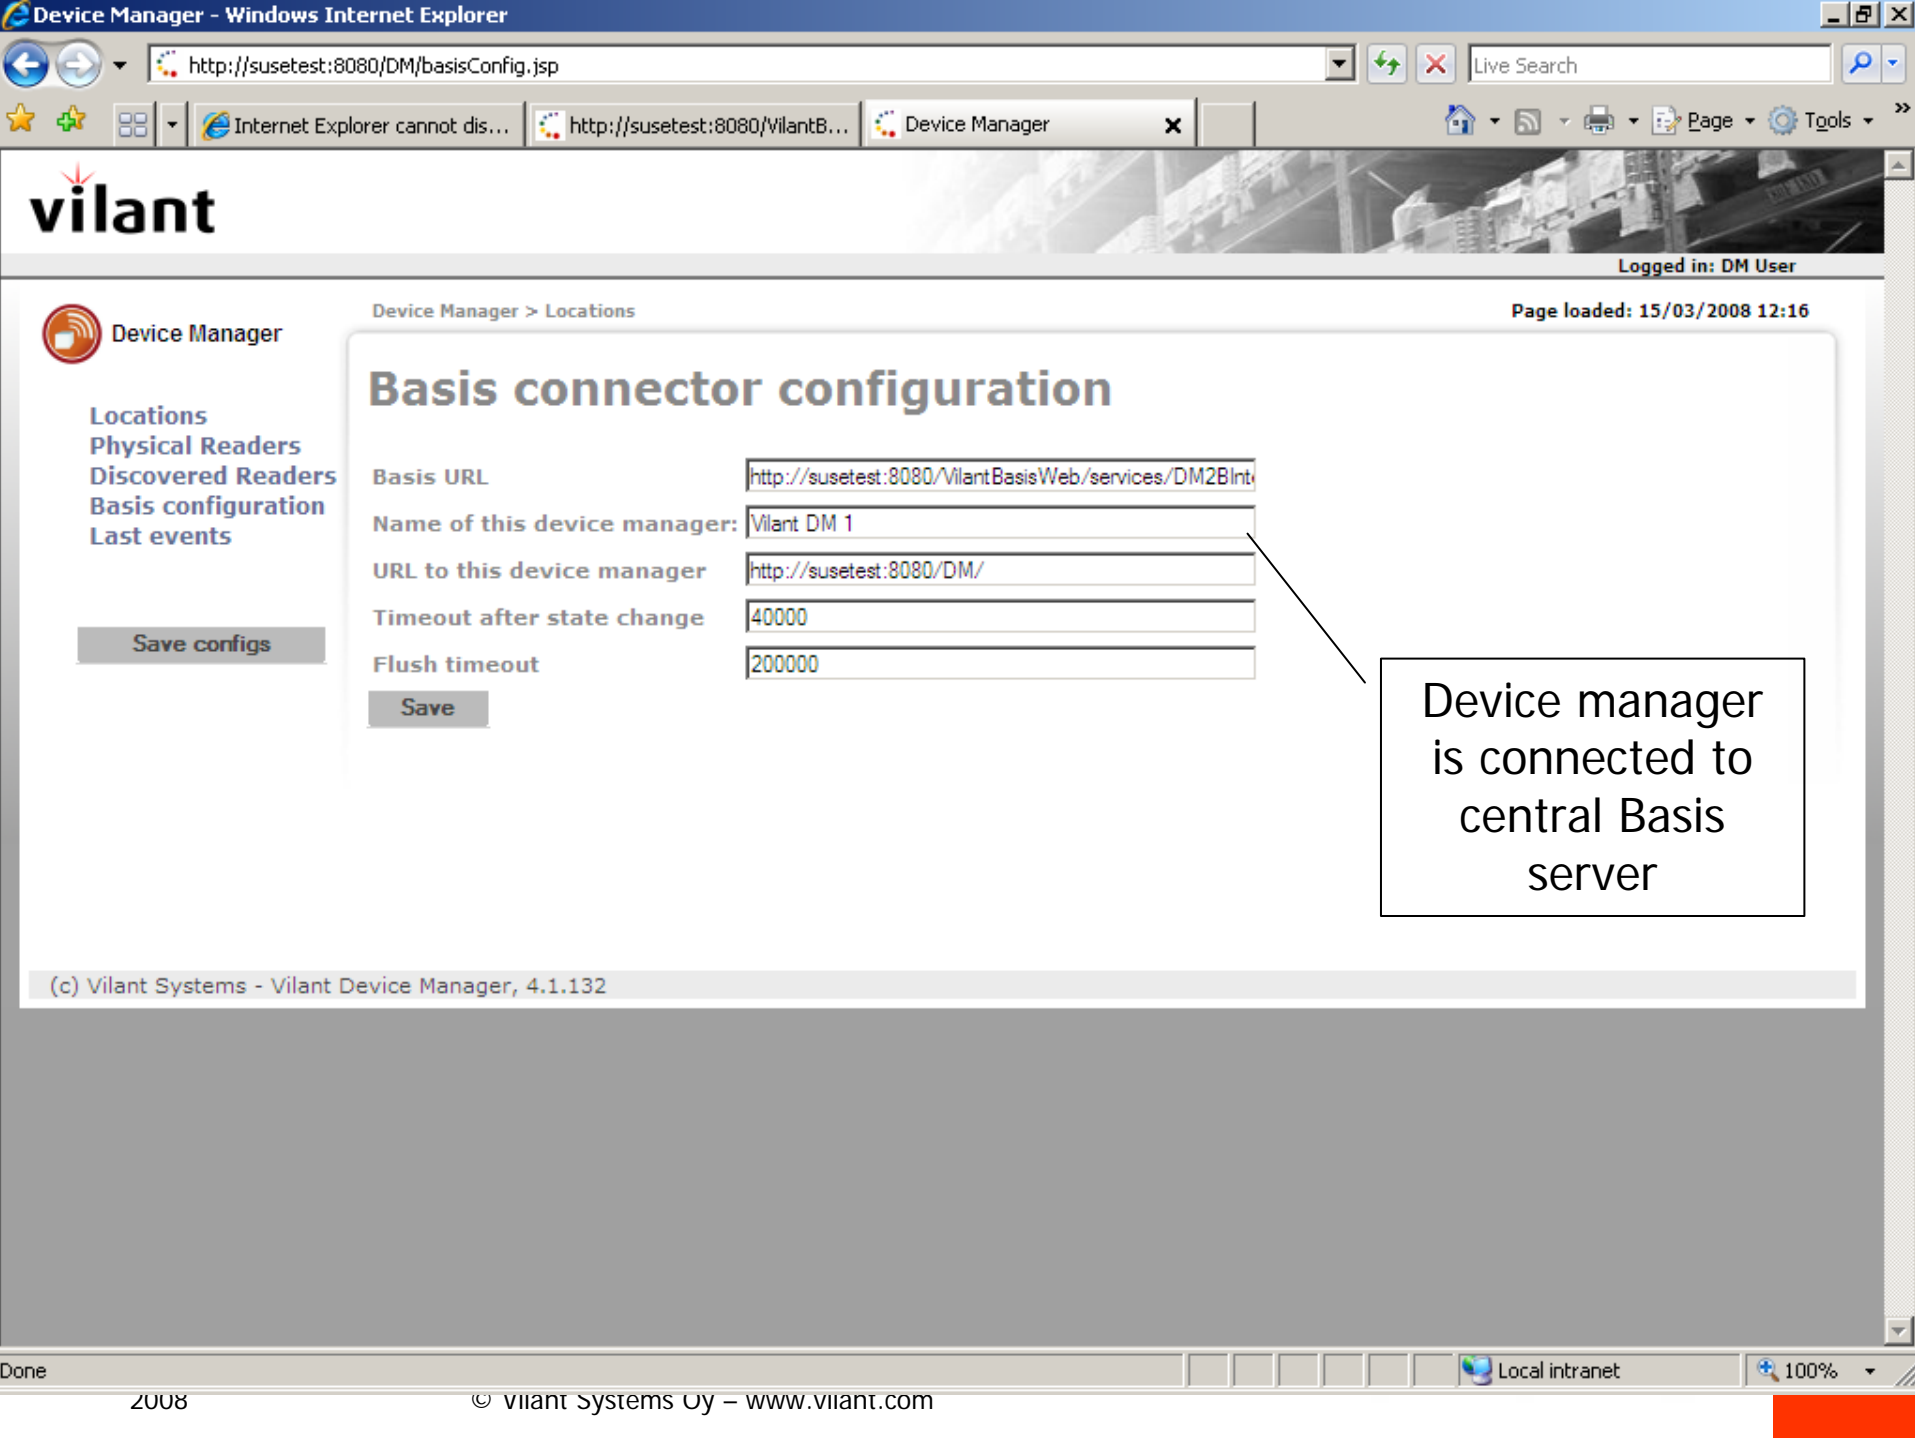 Device Manager - Windows Internet Explorer
http://susetest:8080/DM/basisConfig.jsp
Live Search
Internet Explorer cannot dis...
http://susetest:8080/VilantB...
Device Manager
Page
Tools
»
vilant
Logged in: DM User
Device Manager
Device Manager > Locations
Page loaded: 15/03/2008 12:16
Basis connector configuration
Locations
Physical Readers
Discovered Readers
Basis configuration
Last events
Save configs
Basis URL
http://susetest:8080/VilantBasisWeb/services/DM2BInt
Name of this device manager:
Vilant DM 1
URL to this device manager
http://susetest:8080/DM/
Timeout after state change
40000
Flush timeout
200000
Save
Device manager
is connected to
central Basis
server
(c) Vilant Systems - Vilant Device Manager, 4.1.132
Done
Local intranet
100%
2008
© Vilant Systems Oy – www.vilant.com